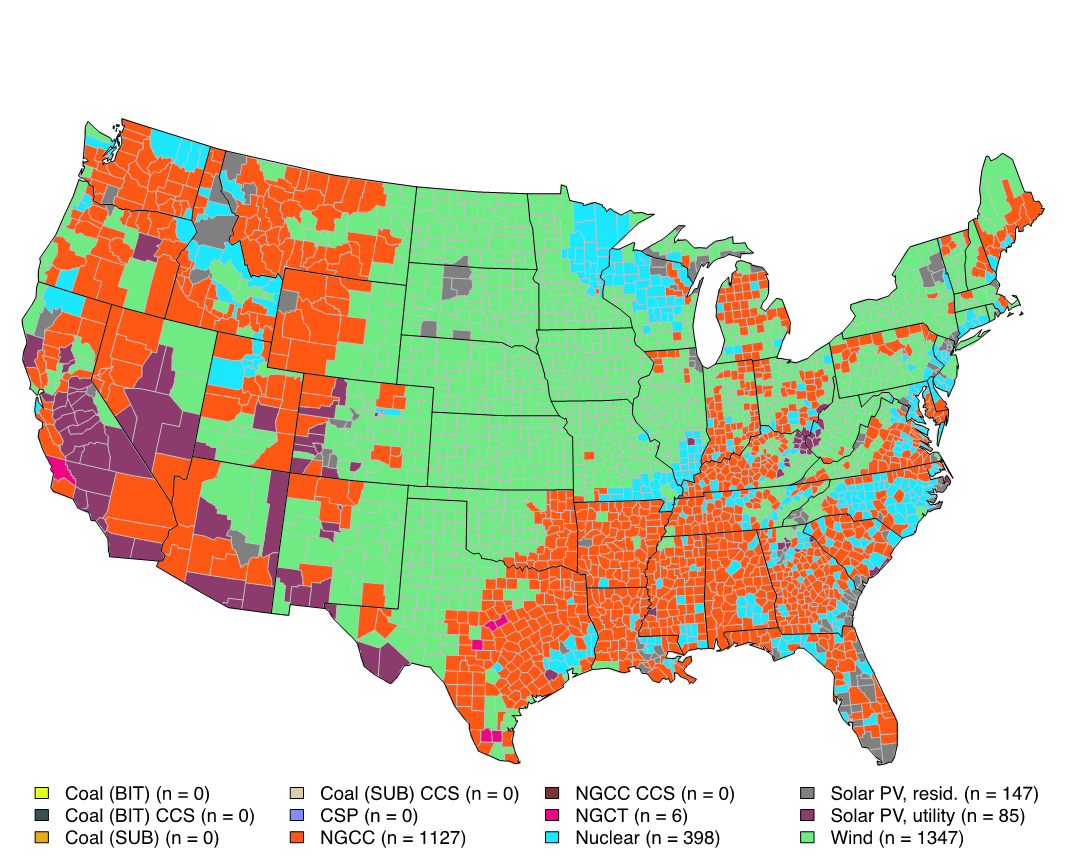 Coal (BIT) (n = 0)
Coal (SUB) CCS (n = 0)
NGCC CCS (n = 0)
Solar PV, resid. (n = 147)
Coal (BIT) CCS (n = 0)
CSP (n = 0)
NGCT (n = 6)
Solar PV, utility (n = 85)
Coal (SUB) (n = 0)
NGCC (n = 1127)
Nuclear (n = 398)
Wind (n = 1347)